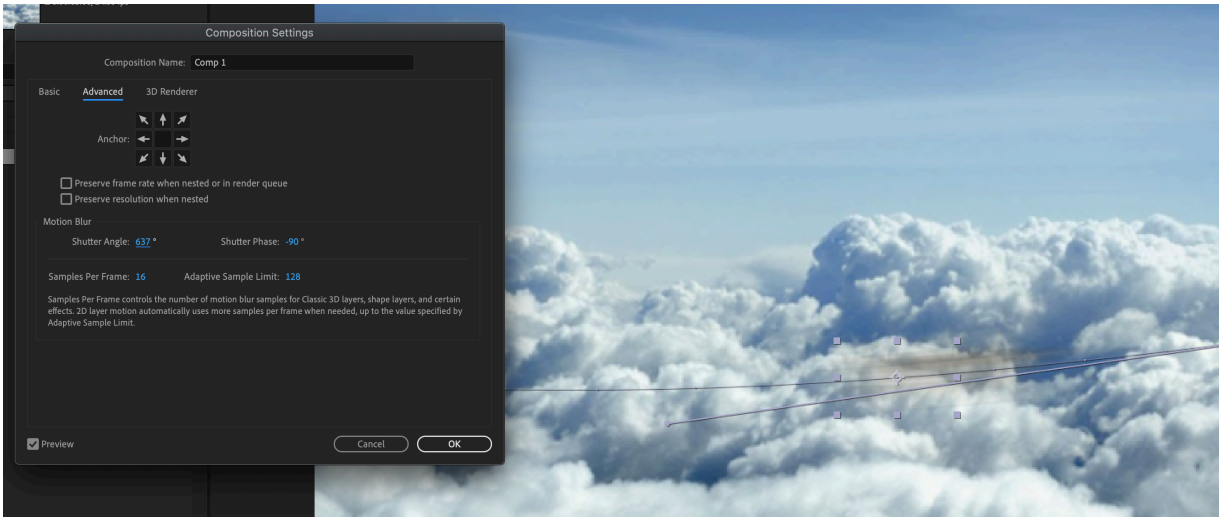 Composition Settings
Composition Name: Comp 1
Basic Advanced 3D Renderer
Anchor:
Preserve frame rate when nested or in render queue
Preserve resolution when nested
Motion Blur
Shutter Angle: 637 ° Shutter Phase: -90 °
Samples Per Frame: 16 Adaptive Sample Limit: 128
Samples Per Frame controls the number of motion blur samples for Classic 3D layers, shape layers, and certain
effects. 2D layer motion automatically uses more samples per frame when needed, up to the value specified by
Adaptive Sample Limit.
Preview Cancel OK